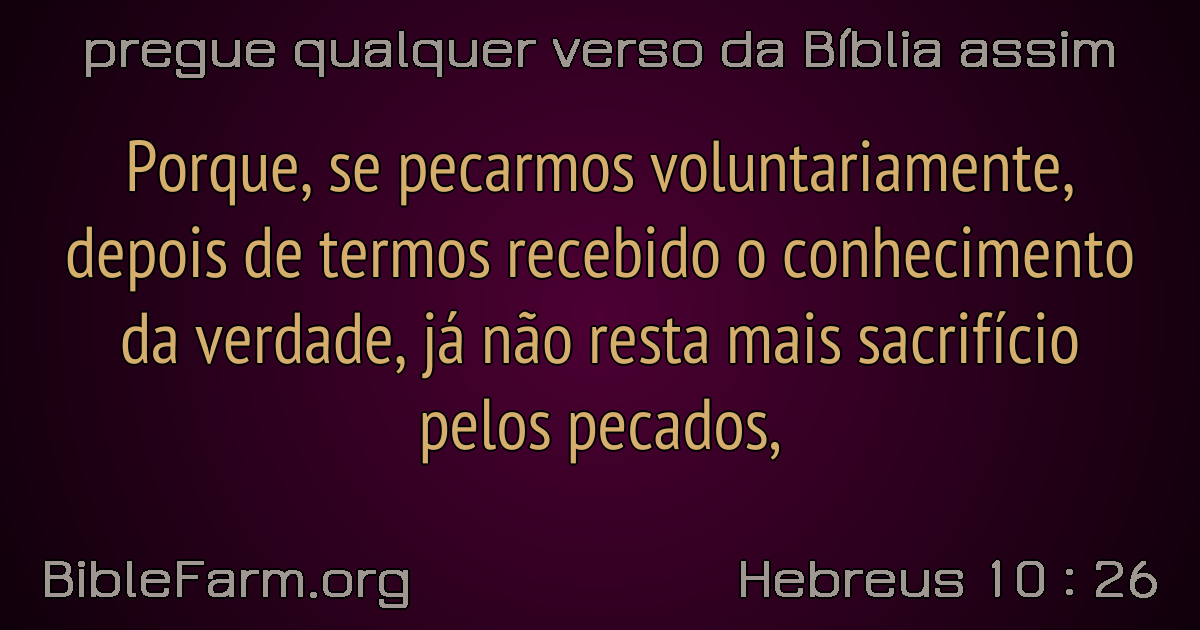 pregue qualquer verso da Bíblia assim
Porque, se pecarmos voluntariamente,
depois de termos recebido o conhecimento
da verdade, já não resta mais sacrifício
pelos pecados,
BibleFarm.org
Hebreus 10 : 26